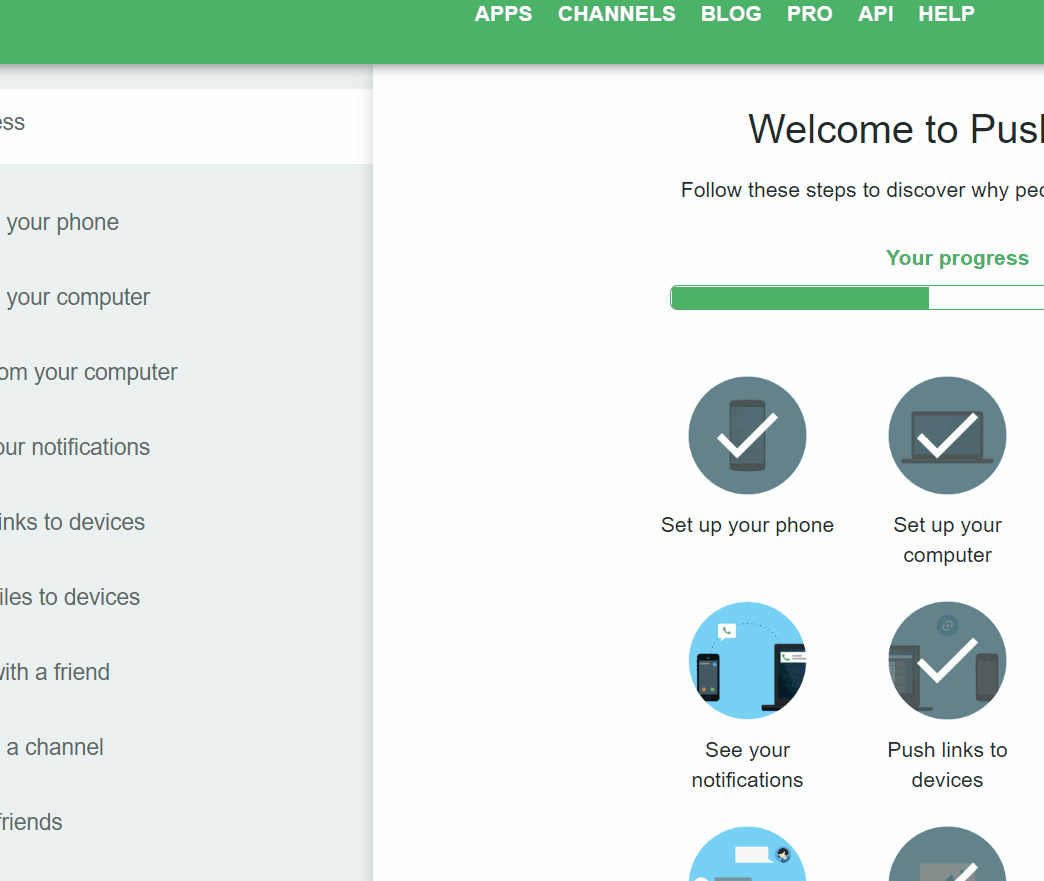 APPS CHANNELS BLOG PRO API HELP
ess
your phone
your computer
om your computer
our notifications
inks to devices
iles to devices
with a friend
a channel
friends
Welcome to Push
Follow these steps to discover why peo
Your progress
Set up your phone
Set up your
computer
See your
notifications
Push links to
devices